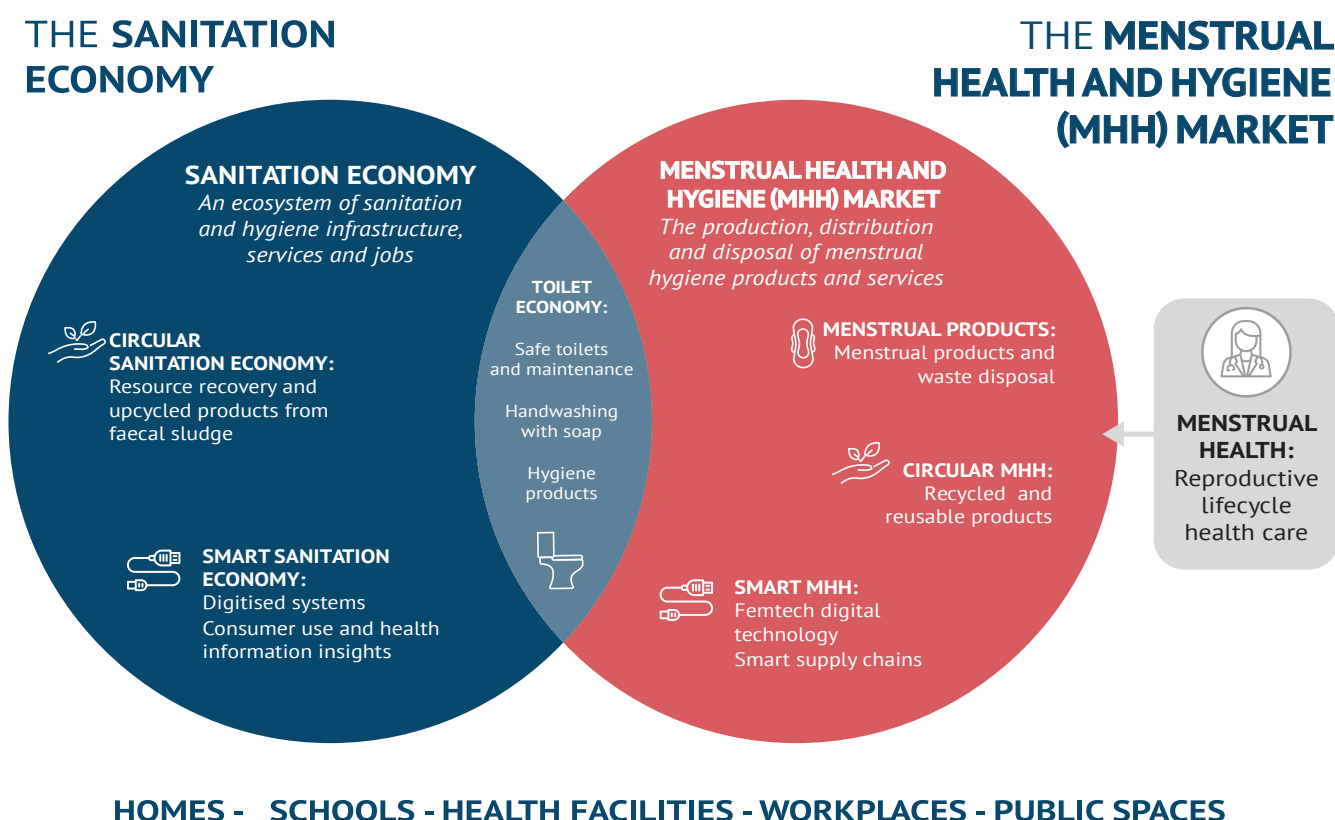 THE SANITATION
ECONOMY
THE MENSTRUAL
HEALTH AND HYGIENE
(MHH) MARKET
SANITATION ECONOMY
An ecosystem of sanitation
and hygiene infrastructure,
services and jobs
CIRCULAR
SANITATION ECONOMY:
Resource recovery and
upcycled products from
faecal sludge
SMART SANITATION
ECONOMY:
Digitised systems
Consumer use and health
information insights
TOILET
ECONOMY:
Safe toilets
and maintenance
Handwashing
with soap
Hygiene
products
MENSTRUAL HEALTH AND
HYGIENE (MHH) MARKET
The production, distribution
and disposal of menstrual
hygiene products and services
MENSTRUAL PRODUCTS:
Menstrual products and
waste disposal
CIRCULAR MHH:
Recycled and
reusable products
SMART MHH:
Femtech digital
technology
Smart supply chains
MENSTRUAL
HEALTH:
Reproductive
lifecycle
health care
HOMES - SCHOOLS - HEALTH FACILITIES - WORKPLACES - PUBLIC SPACES